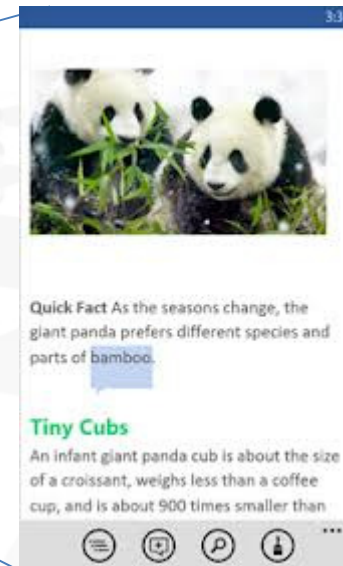 Quick Fact As the seasons change, the
giant panda prefers different species and
parts of bamboo.
Tiny Cubs
An infant giant panda cub is about the size
of a croissant, weighs less than a coffee
cup, and is about 900 times smaller than